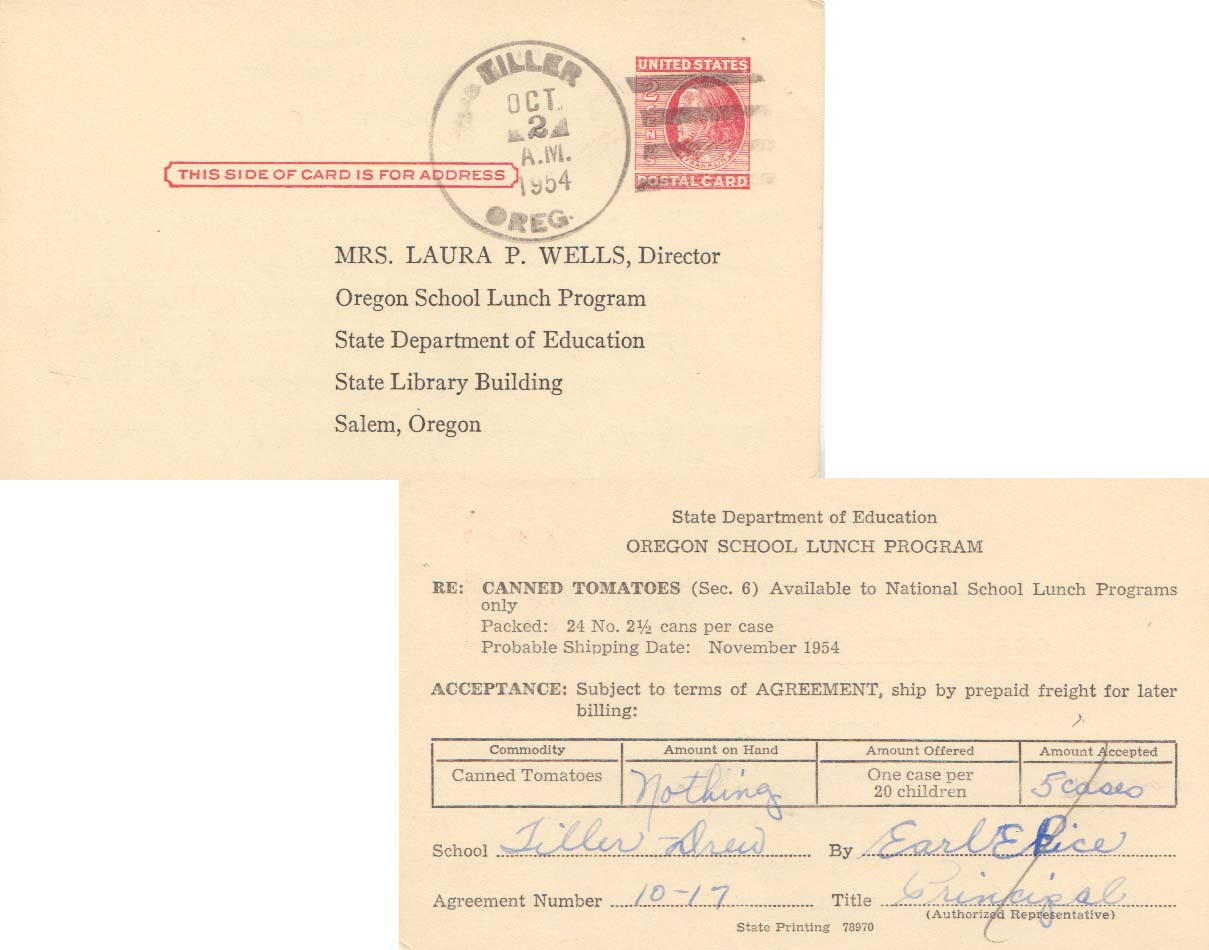 TILLER
OCT.
2
A.M.
1954
OREG.
UNITED STATES
2 CENTS
FRANKLIN
POSTAL CARD
THIS SIDE OF CARD IS FOR ADDRESS
MRS. LAURA P. WELLS, Director
Oregon School Lunch Program
State Department of Education
State Library Building
Salem, Oregon
State Department of Education
OREGON SCHOOL LUNCH PROGRAM
RE: CANNED TOMATOES (Sec. 6) Available to National School Lunch Programs
only
Packed: 24 No. 2½ cans per case
Probable Shipping Date: November 1954
ACCEPTANCE: Subject to terms of AGREEMENT, ship by prepaid freight for later
billing:
Commodity Amount on Hand Amount Offered Amount Accepted
Canned Tomatoes Nothing One case per 5 cases
20 children
School Tiller-Drew By Earl E Rice
Agreement Number 10-17 Title Principal
(Authorized Representative)
State Printing 78970